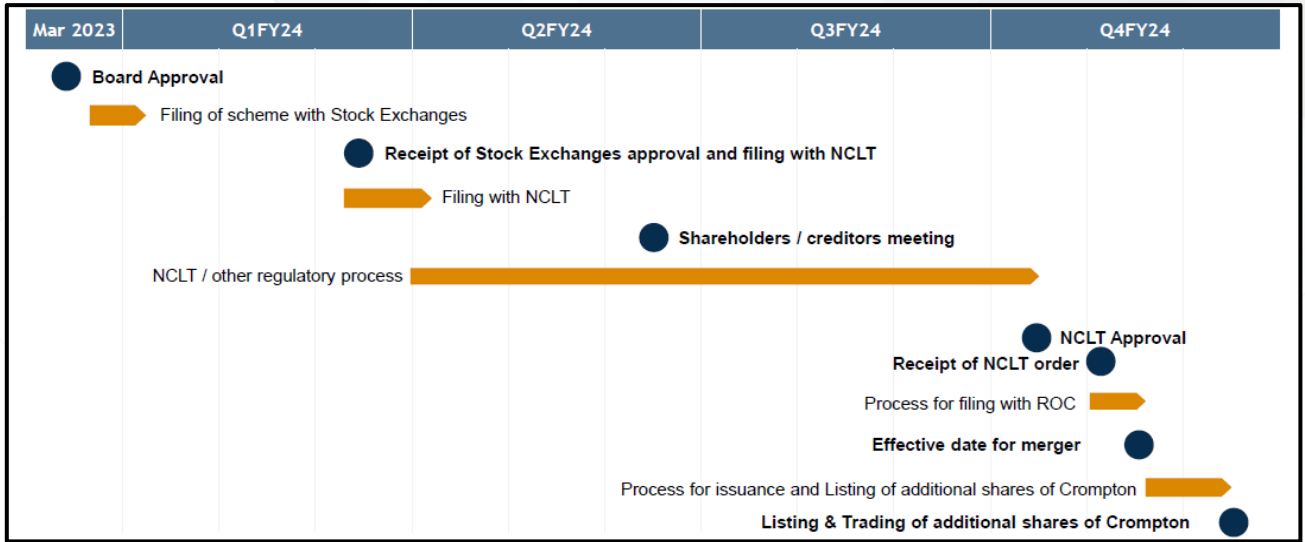 Mar 2023 Q1FY24 Q2FY24 Q3FY24 Q4FY24
Board Approval
Filing of scheme with Stock Exchanges
Receipt of Stock Exchanges approval and filing with NCLT
Filing with NCLT
Shareholders / creditors meeting
NCLT / other regulatory process
NCLT Approval
Receipt of NCLT order
Process for filing with ROC
Effective date for merger
Process for issuance and Listing of additional shares of Crompton
Listing & Trading of additional shares of Crompton